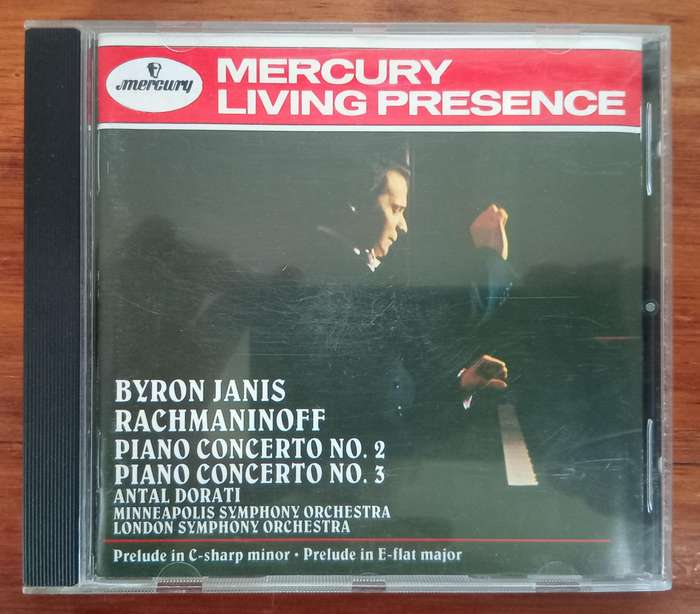 mercury
MERCURY
LIVING PRESENCE
BYRON JANIS
RACHMANINOFF
PIANO CONCERTO NO. 2
PIANO CONCERTO NO. 3
ANTAL DORATI
MINNEAPOLIS SYMPHONY ORCHESTRA
LONDON SYMPHONY ORCHESTRA
Prelude in C-sharp minor · Prelude in E-flat major